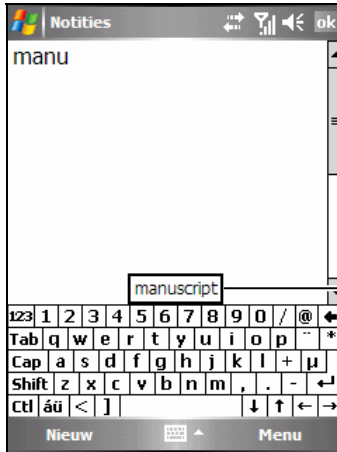 Notities ok
manu
manuscript
123 1 2 3 4 5 6 7 8 9 0 / @
Tab q w e r t y u i o p ¨ *
Cap a s d f g h j k l + µ
Shift z x c v b n m , . - ↵
Ctl áü < ] ↓ ↑ ← →
Nieuw Menu